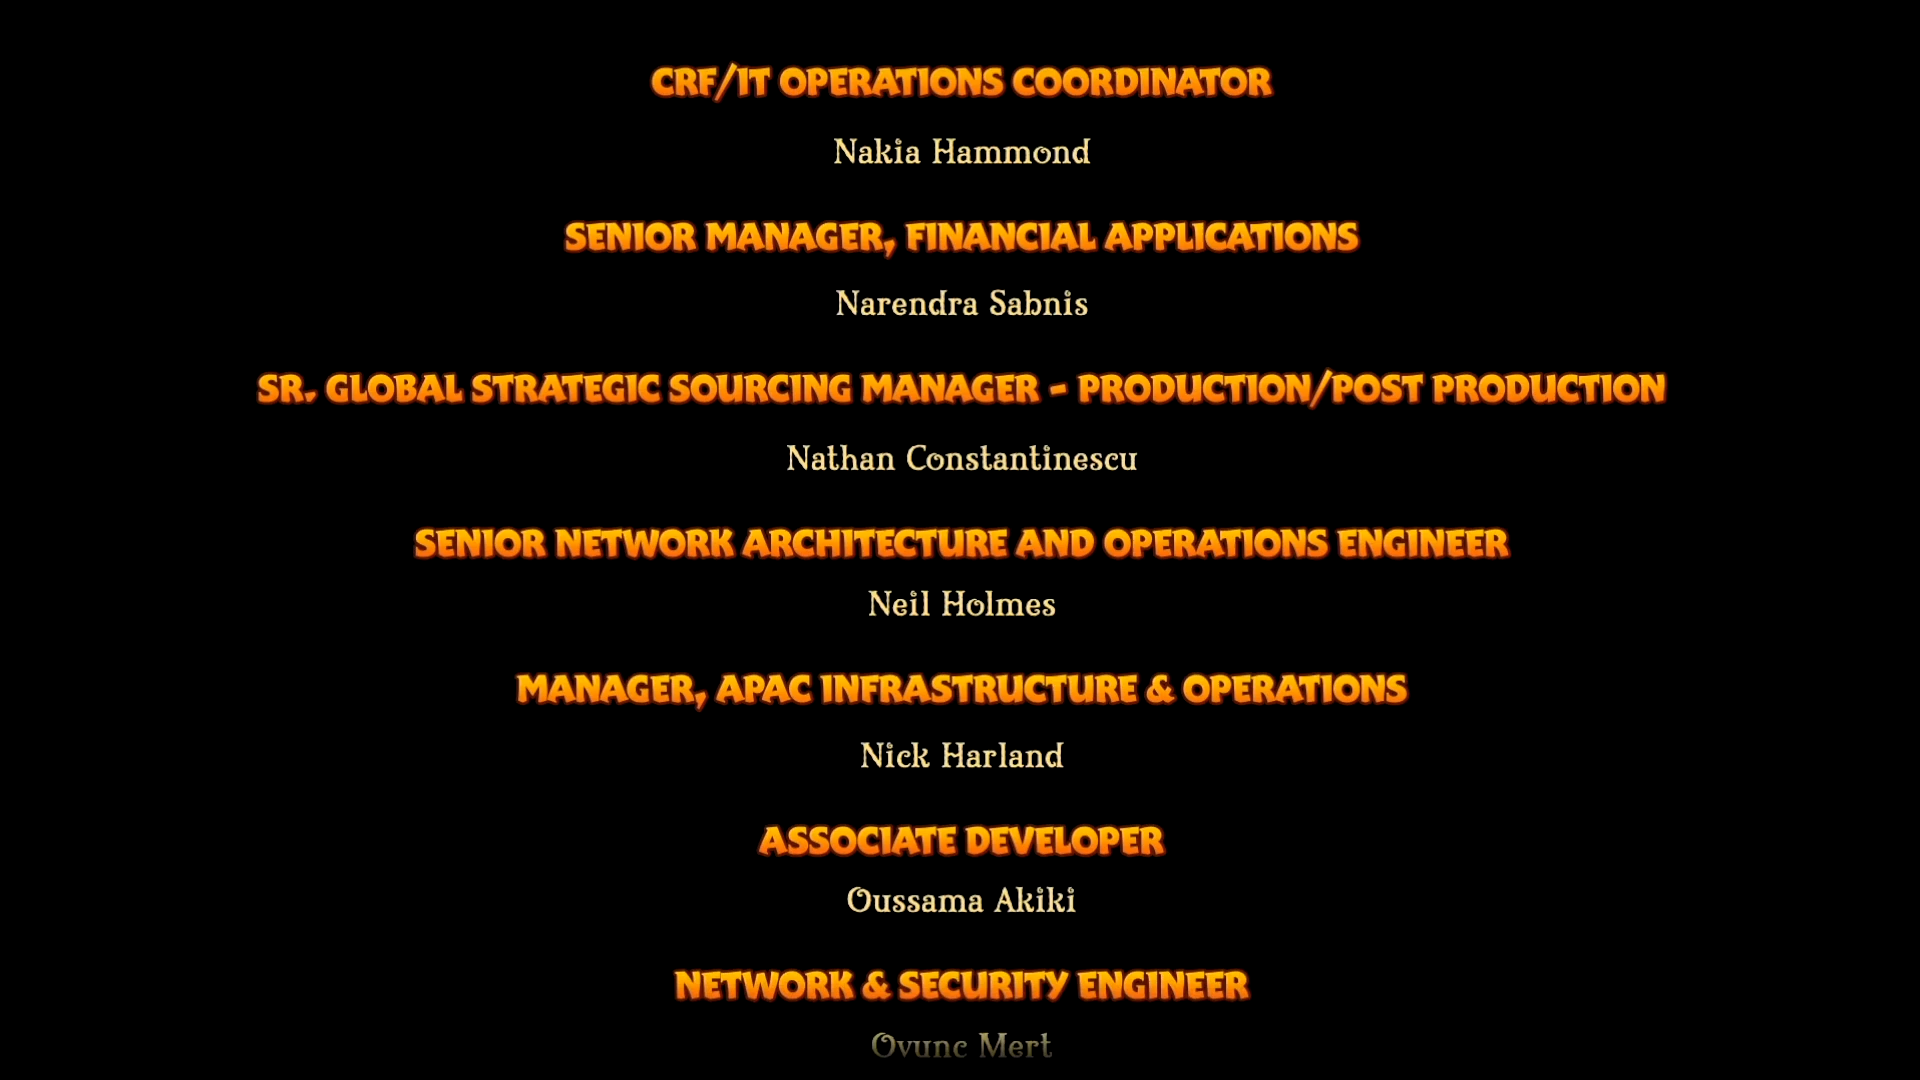 CRF/IT OPERATIONS COORDINATOR
Nakia Hammond
SENIOR MANAGER, FINANCIAL APPLICATIONS
Narendra Sabnis
SR. GLOBAL STRATEGIC SOURCING MANAGER - PRODUCTION/POST PRODUCTION
Nathan Constantinescu
SENIOR NETWORK ARCHITECTURE AND OPERATIONS ENGINEER
Neil Holmes
MANAGER, APAC INFRASTRUCTURE & OPERATIONS
Nick Harland
ASSOCIATE DEVELOPER
Oussama Akiki
NETWORK & SECURITY ENGINEER
Ovunc Mert